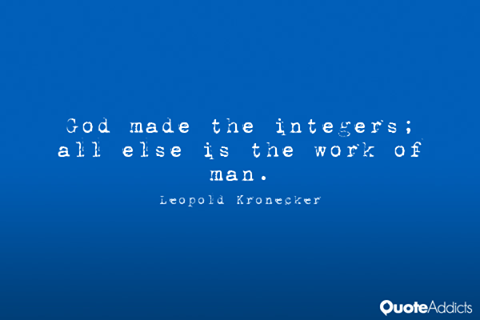 God made the integers;
all else is the work of
man.
Leopold Kronecker
QuoteAddicts